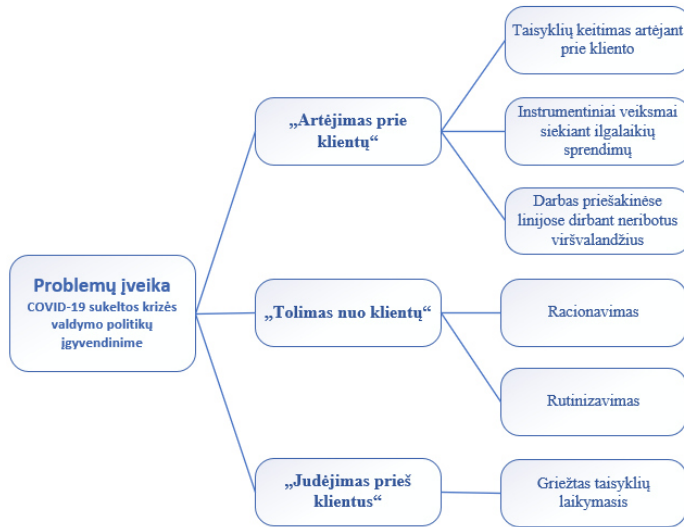 Problemų įveika
COVID-19 sukeltos krizės
valdymo politikų
įgyvendinime
„Artėjimas prie
klientų“
Taisyklių keitimas artėjant
prie kliento
Instrumentiniai veiksmai
siekiant ilgalaikių
sprendimų
Darbas priešakinėse
linijose dirbant neribotus
viršvalandžius
„Tolimas nuo klientų“
Racionavimas
Rutinizavimas
„Judėjimas prieš
klientus“
Griežtas taisyklių
laikymasis